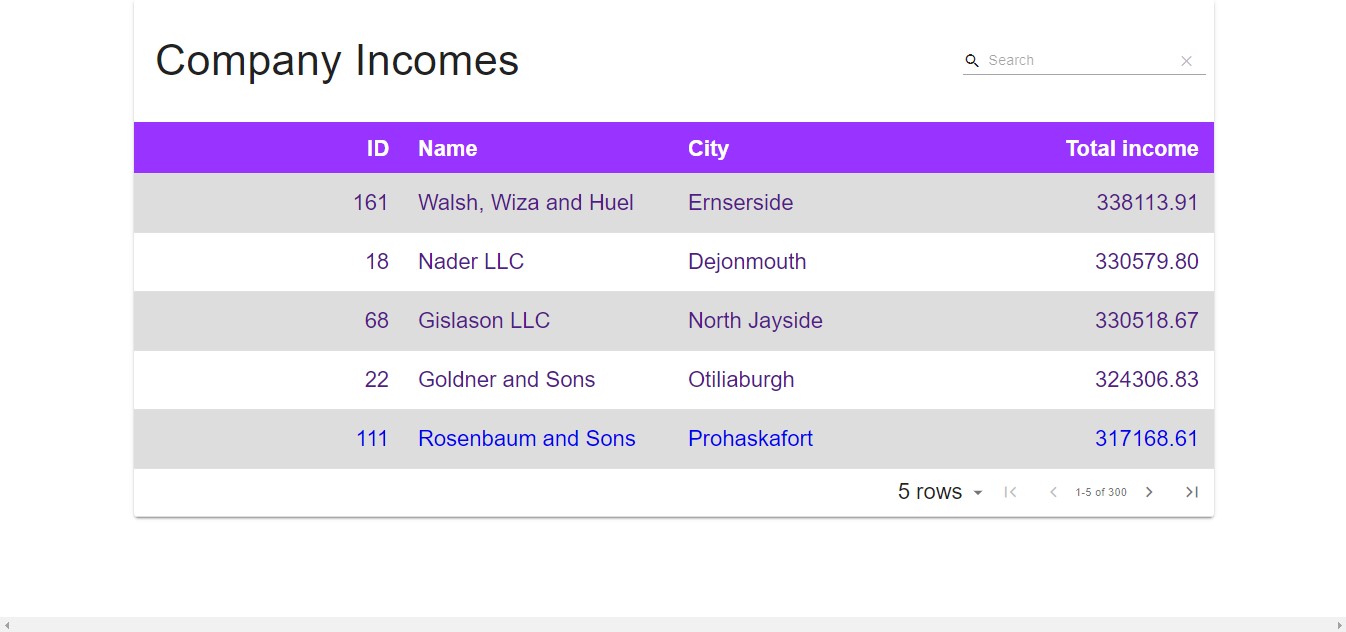 Company Incomes
Search
ID Name City Total income
161 Walsh, Wiza and Huel Ernserside 338113.91
18 Nader LLC Dejonmouth 330579.80
68 Gislason LLC North Jayside 330518.67
22 Goldner and Sons Otiliaburgh 324306.83
111 Rosenbaum and Sons Prohaskafort 317168.61
5 rows 1-5 of 300